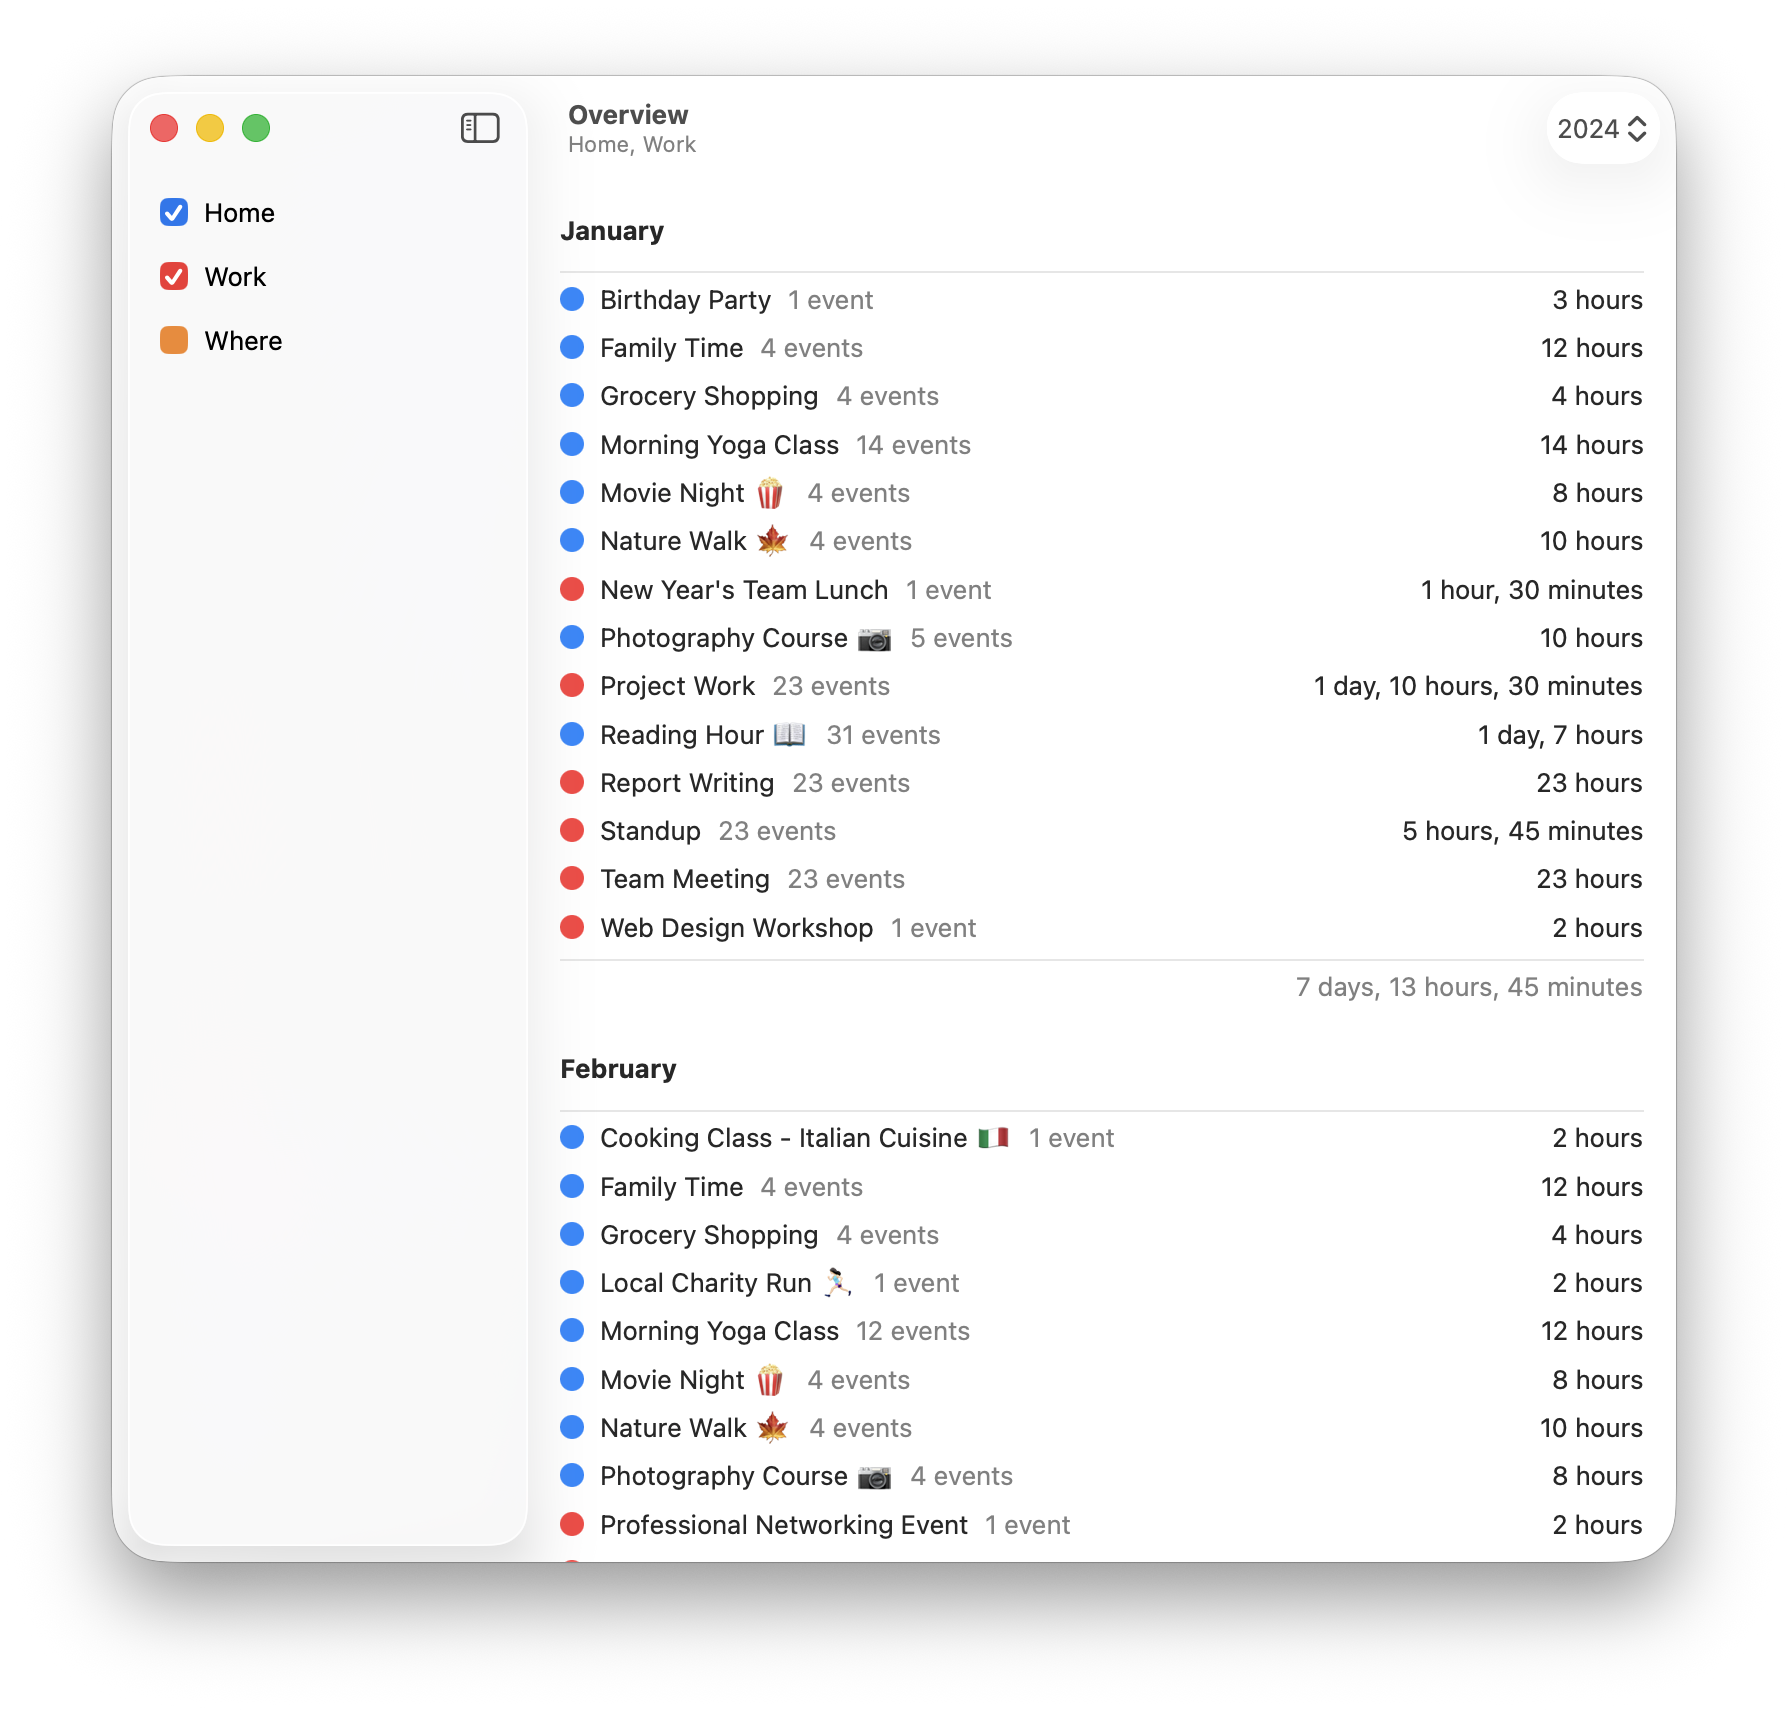 Overview
Home, Work
2024
Home
Work
Where
January
Birthday Party 1 event 3 hours
Family Time 4 events 12 hours
Grocery Shopping 4 events 4 hours
Morning Yoga Class 14 events 14 hours
Movie Night 🍿 4 events 8 hours
Nature Walk 🍁 4 events 10 hours
New Year's Team Lunch 1 event 1 hour, 30 minutes
Photography Course 📷 5 events 10 hours
Project Work 23 events 1 day, 10 hours, 30 minutes
Reading Hour 📖 31 events 1 day, 7 hours
Report Writing 23 events 23 hours
Standup 23 events 5 hours, 45 minutes
Team Meeting 23 events 23 hours
Web Design Workshop 1 event 2 hours
7 days, 13 hours, 45 minutes
February
Cooking Class - Italian Cuisine 🇮🇹 1 event 2 hours
Family Time 4 events 12 hours
Grocery Shopping 4 events 4 hours
Local Charity Run 🏃🏻‍♀️ 1 event 2 hours
Morning Yoga Class 12 events 12 hours
Movie Night 🍿 4 events 8 hours
Nature Walk 🍁 4 events 10 hours
Photography Course 📷 4 events 8 hours
Professional Networking Event 1 event 2 hours